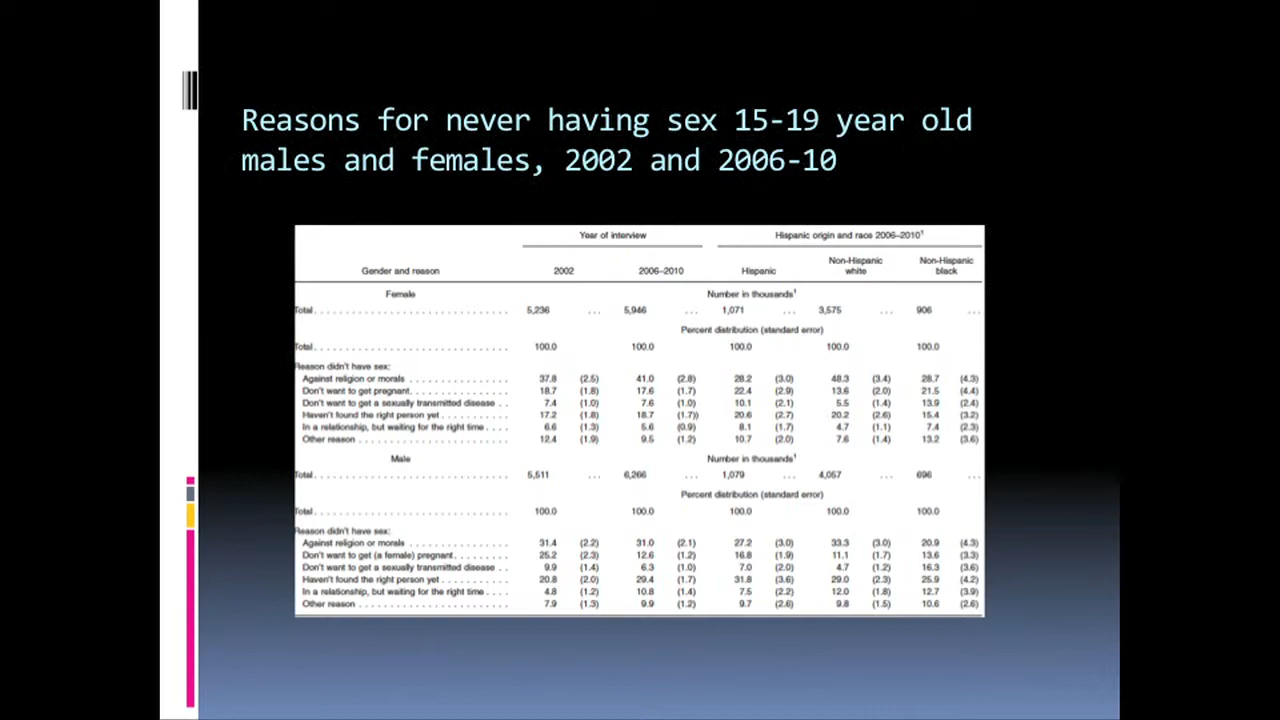 Reasons for never having sex 15-19 year old
males and females, 2002 and 2006-10
Year of interview Hispanic origin and race 2006–2010¹
Gender and reason 2002 2006–2010 Hispanic Non-Hispanic white Non-Hispanic black
Female Number in thousands¹
Total. . . . . . . . . . . . . . . . . . . . . . . . . . . . . . 5,236 ... 5,946 ... 1,071 ... 3,575 ... 906 ...
Percent distribution (standard error)
Total. . . . . . . . . . . . . . . . . . . . . . . . . . . . . . 100.0 100.0 100.0 100.0 100.0
Reason didn't have sex:
Against religion or morals . . . . . . . . . . . . . . . 37.8 (2.5) 41.0 (2.8) 28.2 (3.0) 48.3 (3.4) 28.7 (4.3)
Don't want to get pregnant. . . . . . . . . . . . . . . 18.7 (1.8) 17.6 (1.7) 22.4 (2.9) 13.6 (2.0) 21.5 (4.4)
Don't want to get a sexually transmitted disease . . 7.4 (1.0) 7.6 (1.0) 10.1 (2.1) 5.5 (1.4) 13.9 (2.4)
Haven't found the right person yet . . . . . . . . . . 17.2 (1.8) 18.7 (1.7)) 20.6 (2.7) 20.2 (2.6) 15.4 (3.2)
In a relationship, but waiting for the right time . . . . 6.6 (1.3) 5.6 (0.9) 8.1 (1.7) 4.7 (1.1) 7.4 (2.3)
Other reason . . . . . . . . . . . . . . . . . . . . . . . 12.4 (1.9) 9.5 (1.2) 10.7 (2.0) 7.6 (1.4) 13.2 (3.6)
Male Number in thousands¹
Total. . . . . . . . . . . . . . . . . . . . . . . . . . . . . . 5,511 ... 6,266 ... 1,079 ... 4,057 ... 696 ...
Percent distribution (standard error)
Total. . . . . . . . . . . . . . . . . . . . . . . . . . . . . . 100.0 100.0 100.0 100.0 100.0
Reason didn't have sex:
Against religion or morals . . . . . . . . . . . . . . . 31.4 (2.2) 31.0 (2.1) 27.2 (3.0) 33.3 (3.0) 20.9 (4.3)
Don't want to get (a female) pregnant. . . . . . . . . 25.2 (2.3) 12.6 (1.2) 16.8 (1.9) 11.1 (1.7) 13.6 (3.3)
Don't want to get a sexually transmitted disease . . 9.9 (1.4) 6.3 (1.0) 7.0 (2.0) 4.7 (1.2) 16.3 (3.6)
Haven't found the right person yet . . . . . . . . . . 20.8 (2.0) 29.4 (1.7) 31.8 (3.6) 29.0 (2.3) 25.9 (4.2)
In a relationship, but waiting for the right time . . . . 4.8 (1.2) 10.8 (1.4) 7.5 (2.2) 12.0 (1.8) 12.7 (3.9)
Other reason . . . . . . . . . . . . . . . . . . . . . . . 7.9 (1.3) 9.9 (1.2) 9.7 (2.6) 9.8 (1.5) 10.6 (2.6)